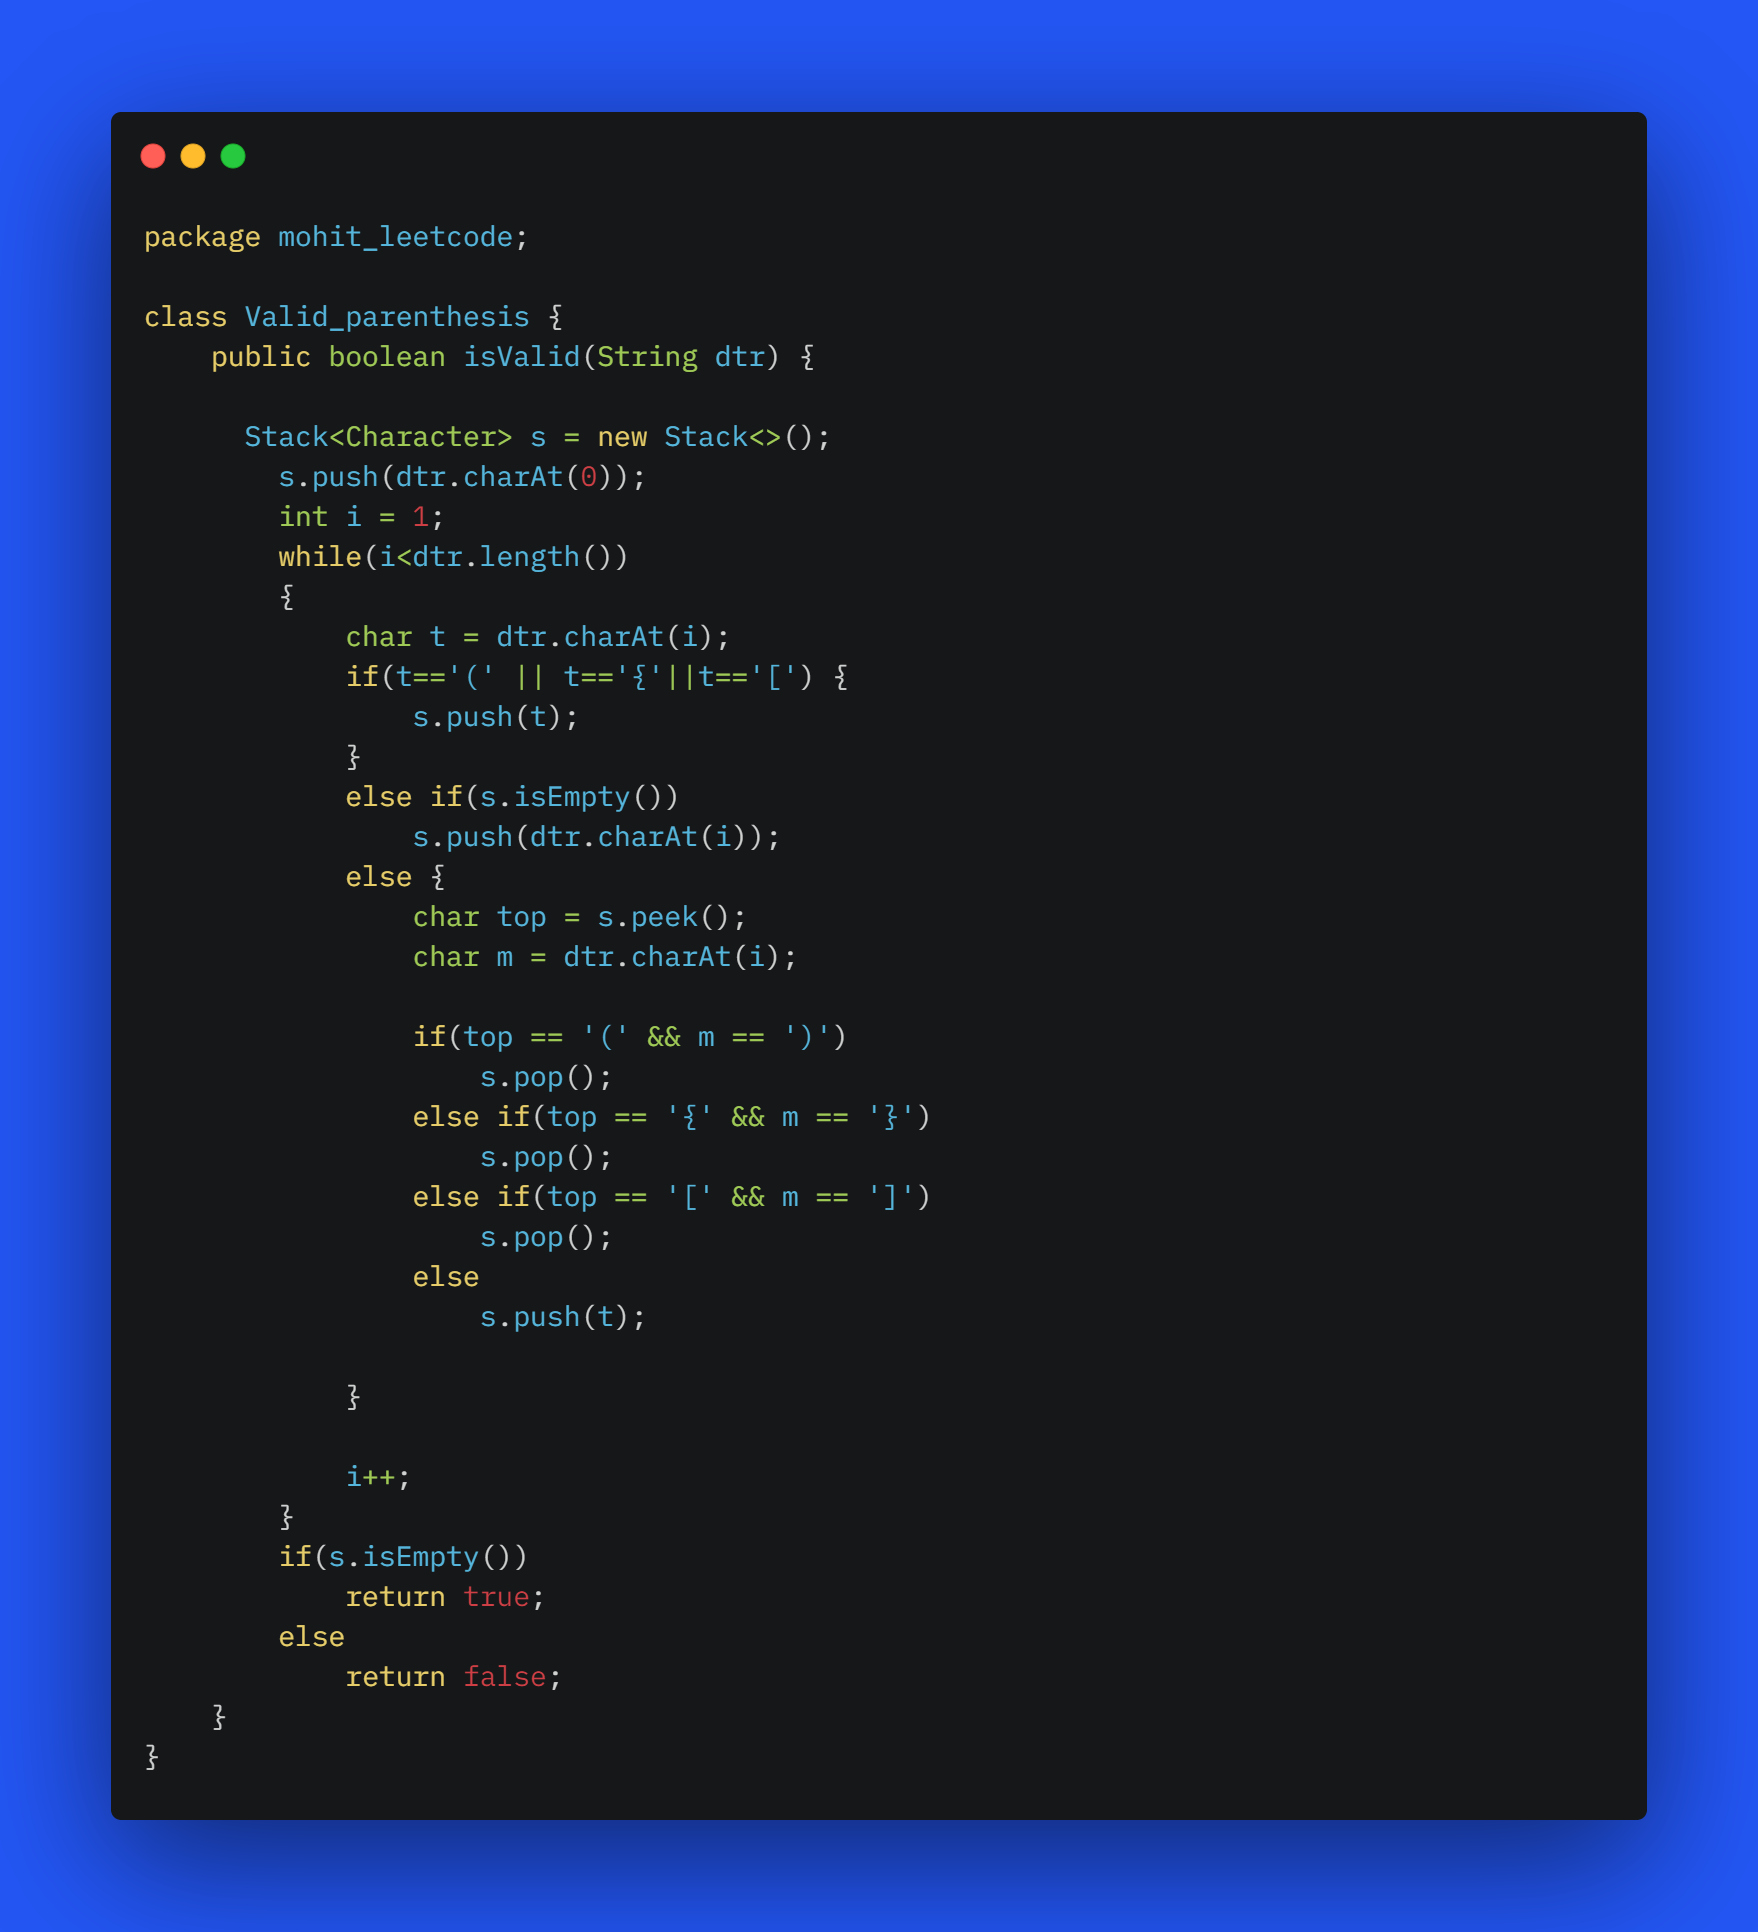 package mohit_leetcode;

class Valid_parenthesis {
    public boolean isValid(String dtr) {

      Stack<Character> s = new Stack<>();
        s.push(dtr.charAt(0));
        int i = 1;
        while(i<dtr.length())
        {
            char t = dtr.charAt(i);
            if(t=='(' || t=='{'||t=='[') {
                s.push(t);
            }
            else if(s.isEmpty())
                s.push(dtr.charAt(i));
            else {
                char top = s.peek();
                char m = dtr.charAt(i);

                if(top == '(' && m == ')')
                    s.pop();
                else if(top == '{' && m == '}')
                    s.pop();
                else if(top == '[' && m == ']')
                    s.pop();
                else
                    s.push(t);

            }

            i++;
        }
        if(s.isEmpty())
            return true;
        else
            return false;
    }
}